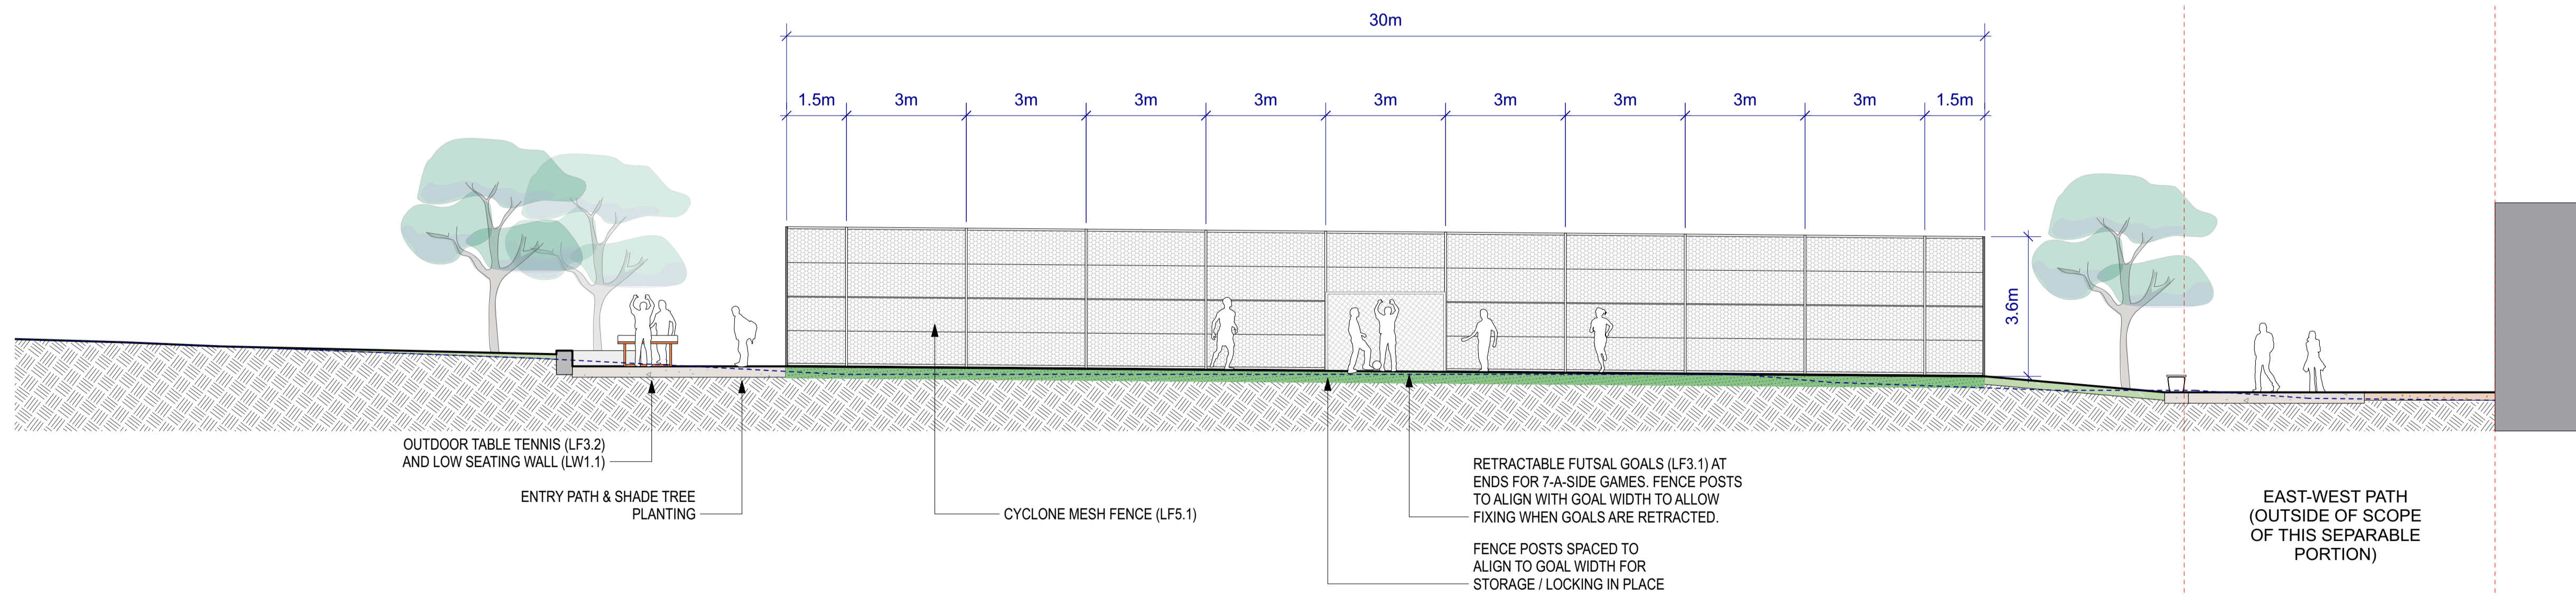 30m
1.5m 3m 3m 3m 3m 3m 3m 3m 3m 3m 1.5m
3.6m
OUTDOOR TABLE TENNIS (LF3.2)
AND LOW SEATING WALL (LW1.1)
ENTRY PATH & SHADE TREE
PLANTING
CYCLONE MESH FENCE (LF5.1)
RETRACTABLE FUTSAL GOALS (LF3.1) AT
ENDS FOR 7-A-SIDE GAMES. FENCE POSTS
TO ALIGN WITH GOAL WIDTH TO ALLOW
FIXING WHEN GOALS ARE RETRACTED.
FENCE POSTS SPACED TO
ALIGN TO GOAL WIDTH FOR
STORAGE / LOCKING IN PLACE
EAST-WEST PATH
(OUTSIDE OF SCOPE
OF THIS SEPARABLE
PORTION)